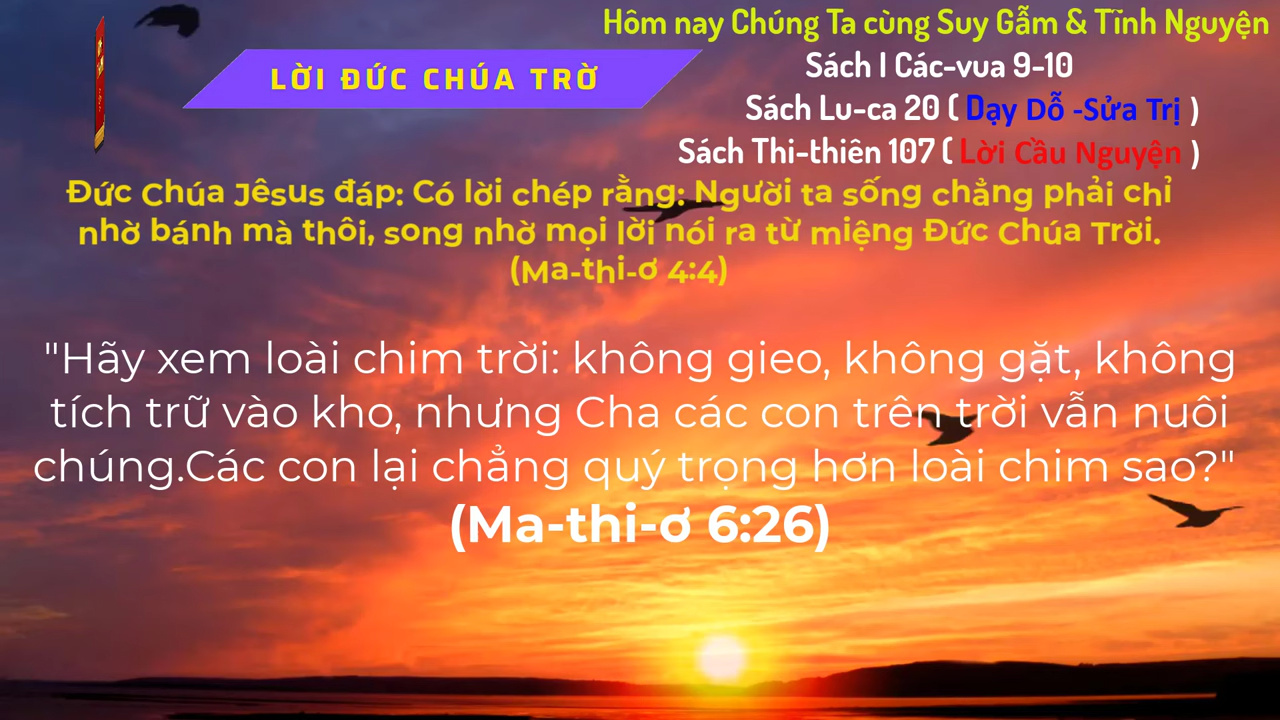 Hôm nay Chúng Ta cùng Suy Gẫm & Tĩnh Nguyện
Sách I Các-vua 9-10
Sách Lu-ca 20 ( Dạy Dỗ -Sửa Trị )
Sách Thi-thiên 107 ( Lời Cầu Nguyện )
LỜI ĐỨC CHÚA TRỜ
Đức Chúa Jêsus đáp: Có lời chép rằng: Người ta sống chẳng phải chỉ
nhờ bánh mà thôi, song nhờ mọi lời nói ra từ miệng Đức Chúa Trời.
(Ma-thi-ơ 4:4)
"Hãy xem loài chim trời: không gieo, không gặt, không
tích trữ vào kho, nhưng Cha các con trên trời vẫn nuôi
chúng.Các con lại chẳng quý trọng hơn loài chim sao?"
(Ma-thi-ơ 6:26)